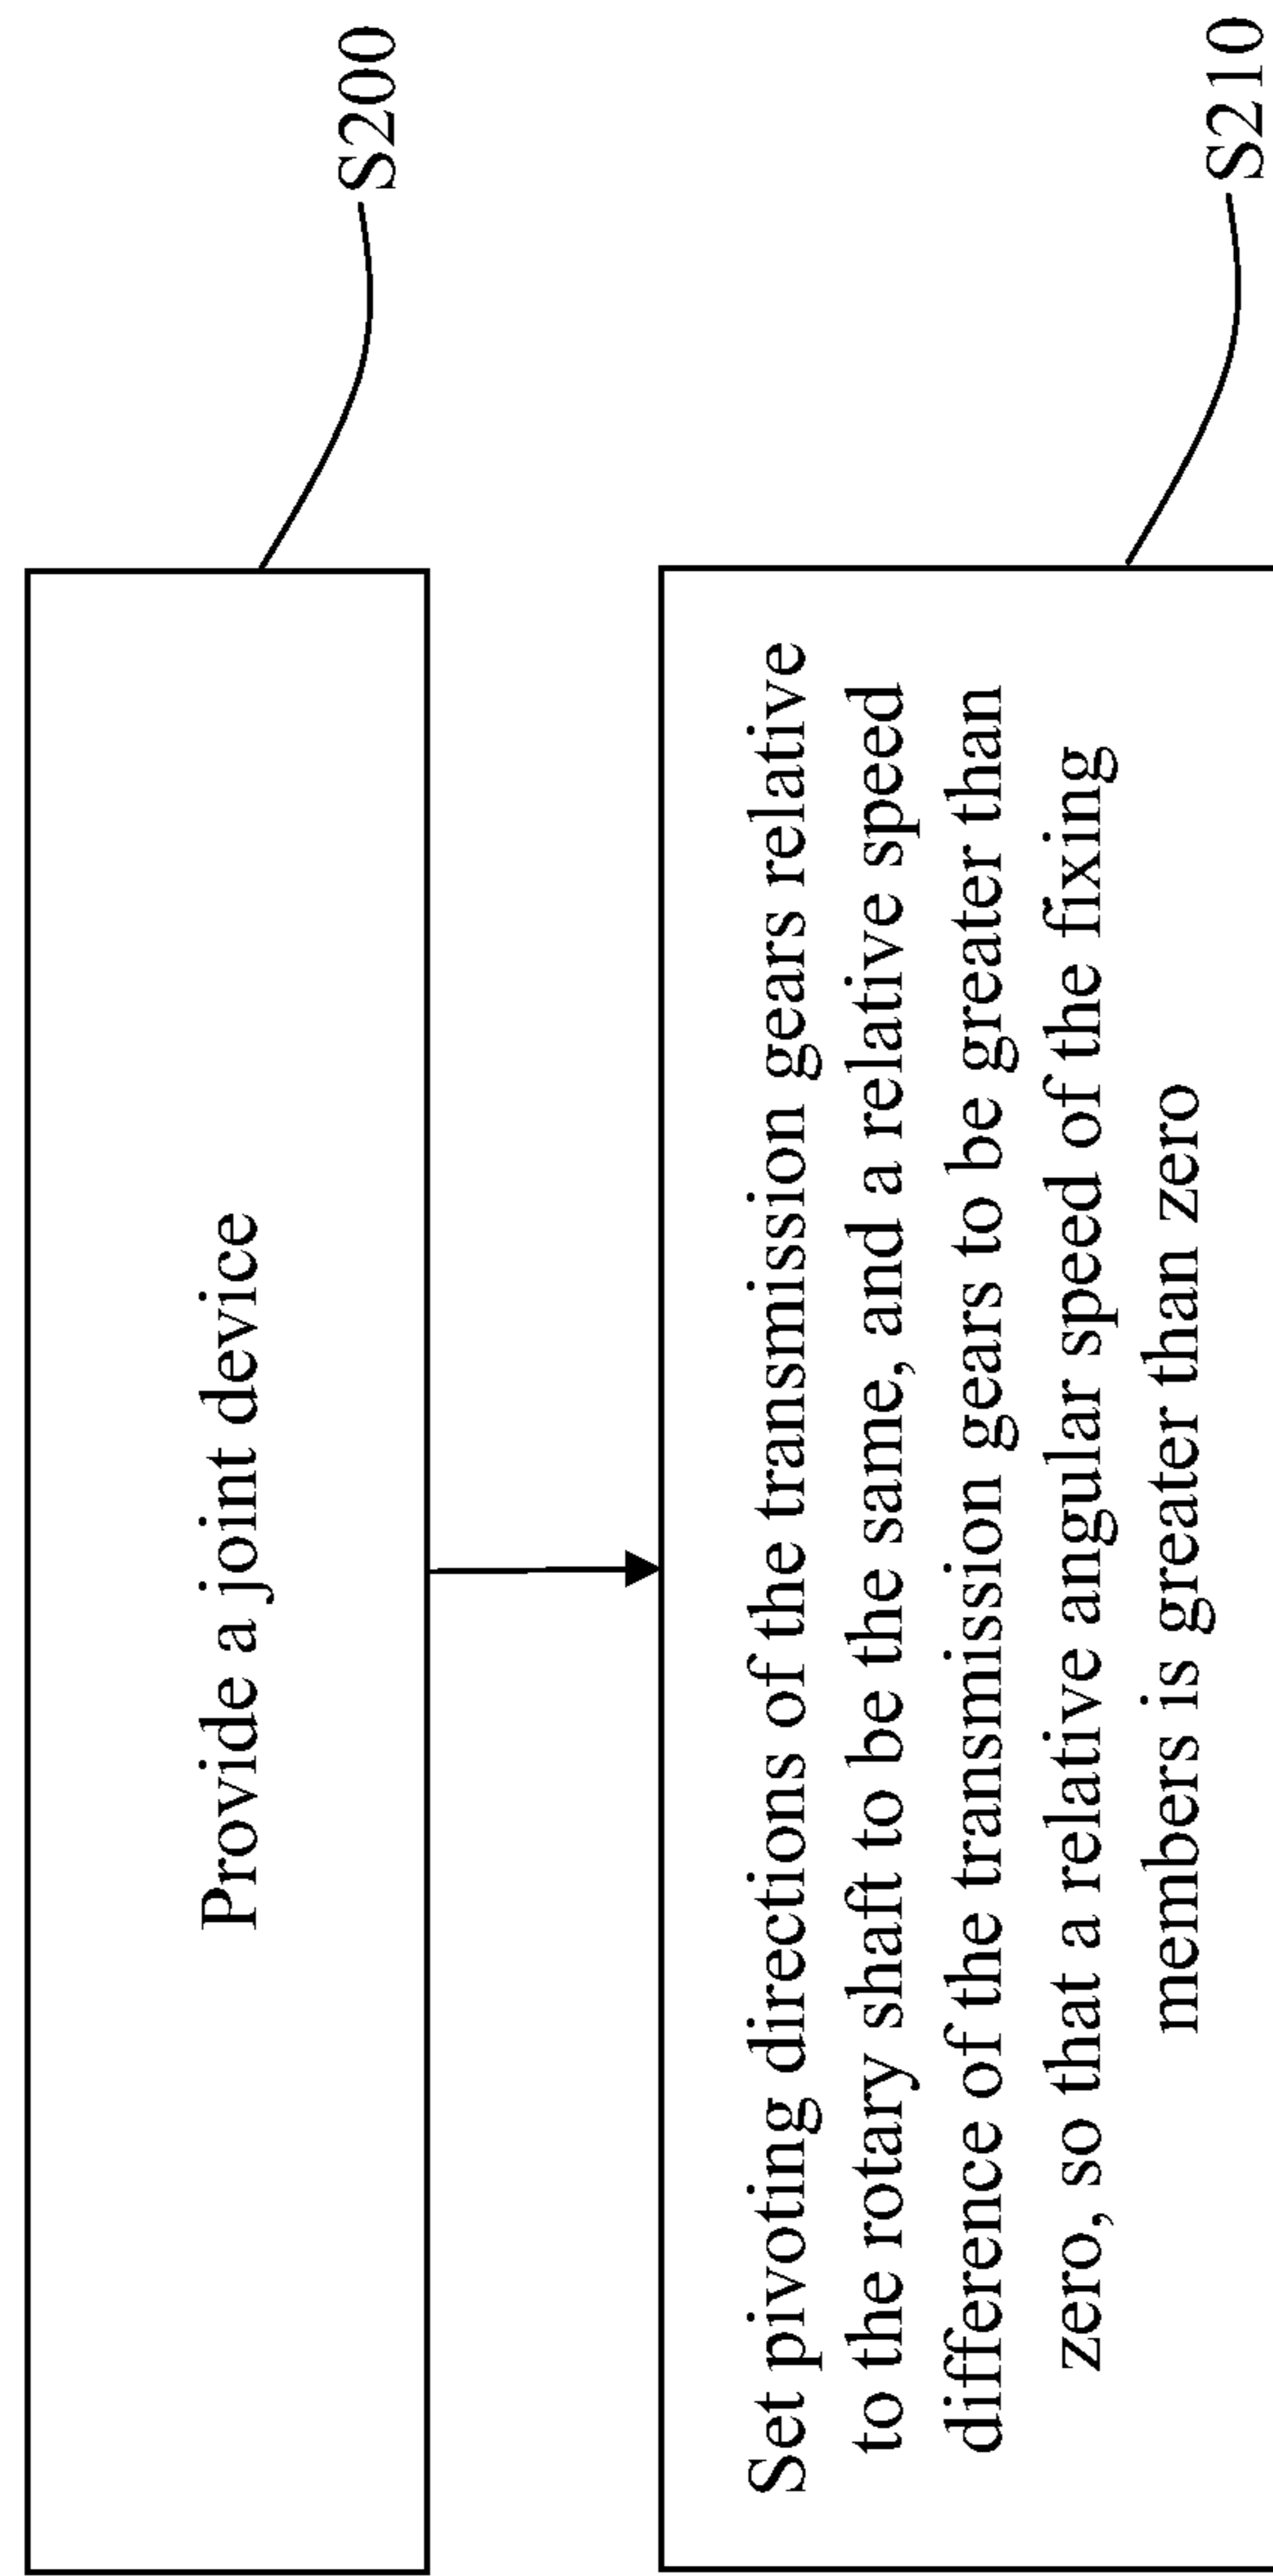 Provide a joint device
S200
Set pivoting directions of the transmission gears relative
to the rotary shaft to be the same, and a relative speed
difference of the transmission gears to be greater than
zero, so that a relative angular speed of the fixing
members is greater than zero
S210